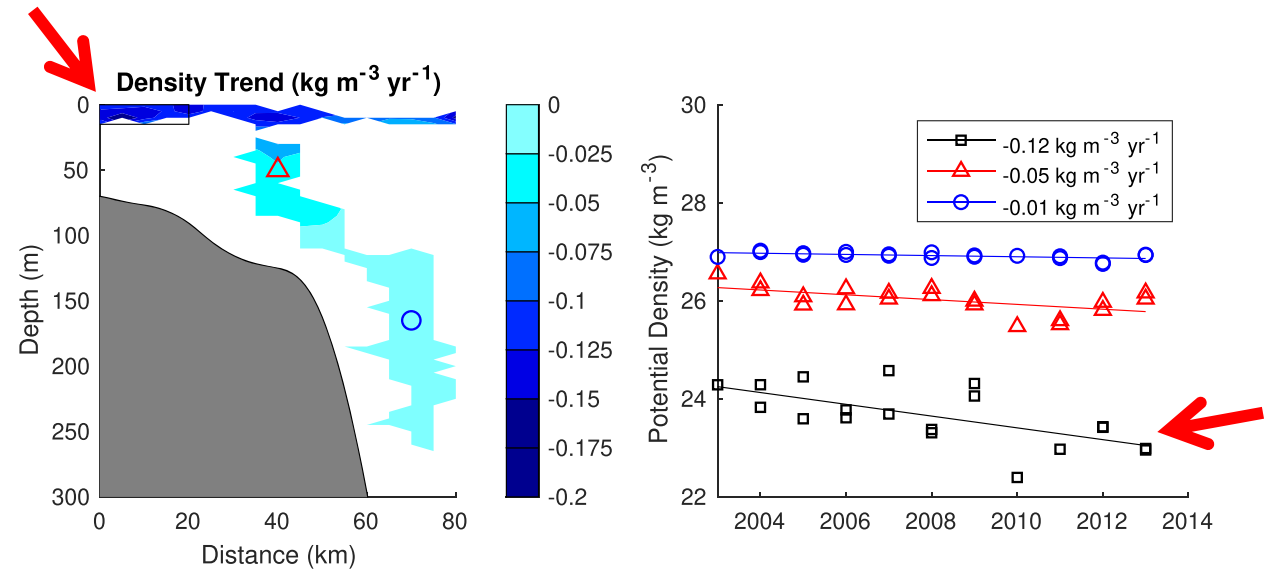 Density Trend (kg m-3 yr-1)
0
50
100
150
200
250
300
Depth (m)
0 20 40 60 80
Distance (km)
0
-0.025
-0.05
-0.075
-0.1
-0.125
-0.15
-0.175
-0.2
30
28
26
24
22
Potential Density (kg m-3)
-0.12 kg m-3 yr-1
-0.05 kg m-3 yr-1
-0.01 kg m-3 yr-1
2004 2006 2008 2010 2012 2014